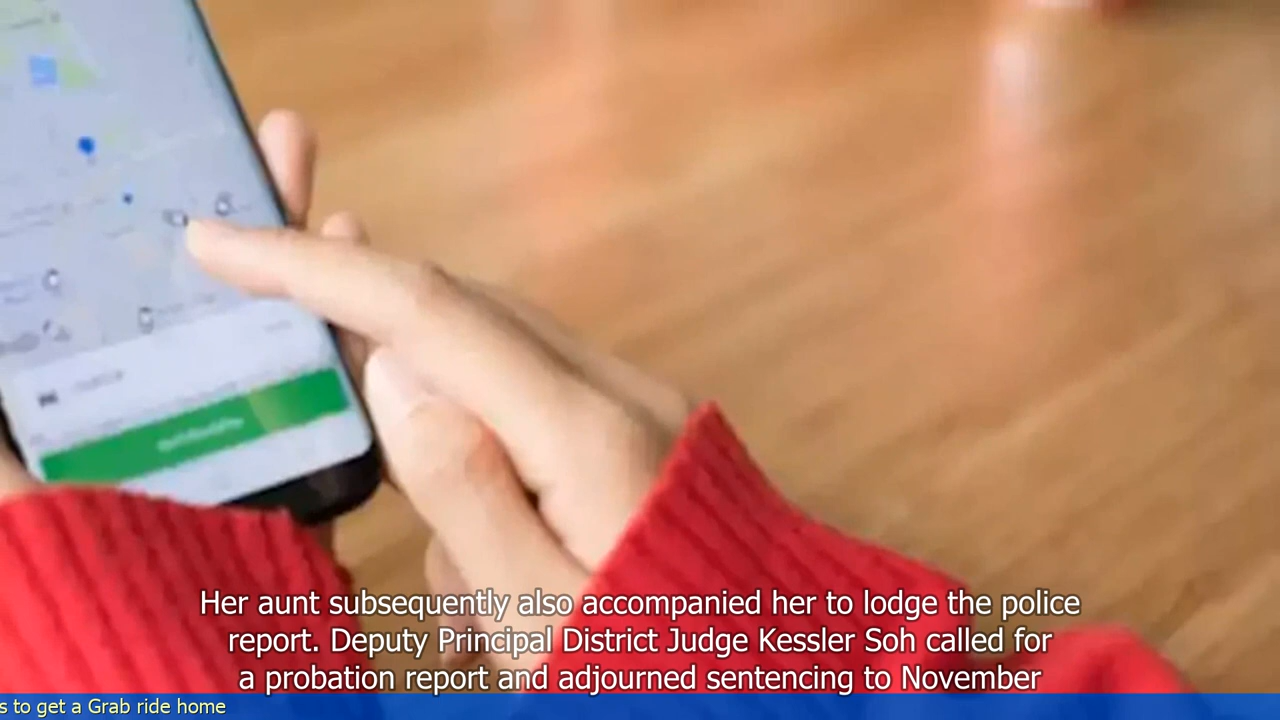 Her aunt subsequently also accompanied her to lodge the police
report. Deputy Principal District Judge Kessler Soh called for
a probation report and adjourned sentencing to November
s to get a Grab ride home